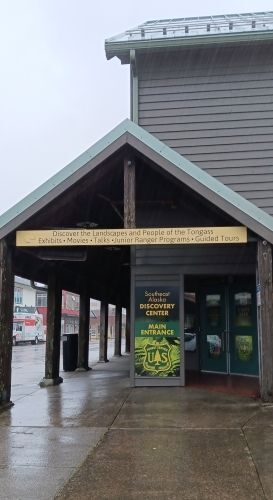 Discover the Landscapes and People of the Tongass
Exhibits • Movies • Talks • Junior Ranger Programs • Guided Tours
Southeast
Alaska
DISCOVERY
CENTER
MAIN
ENTRANCE
UAS